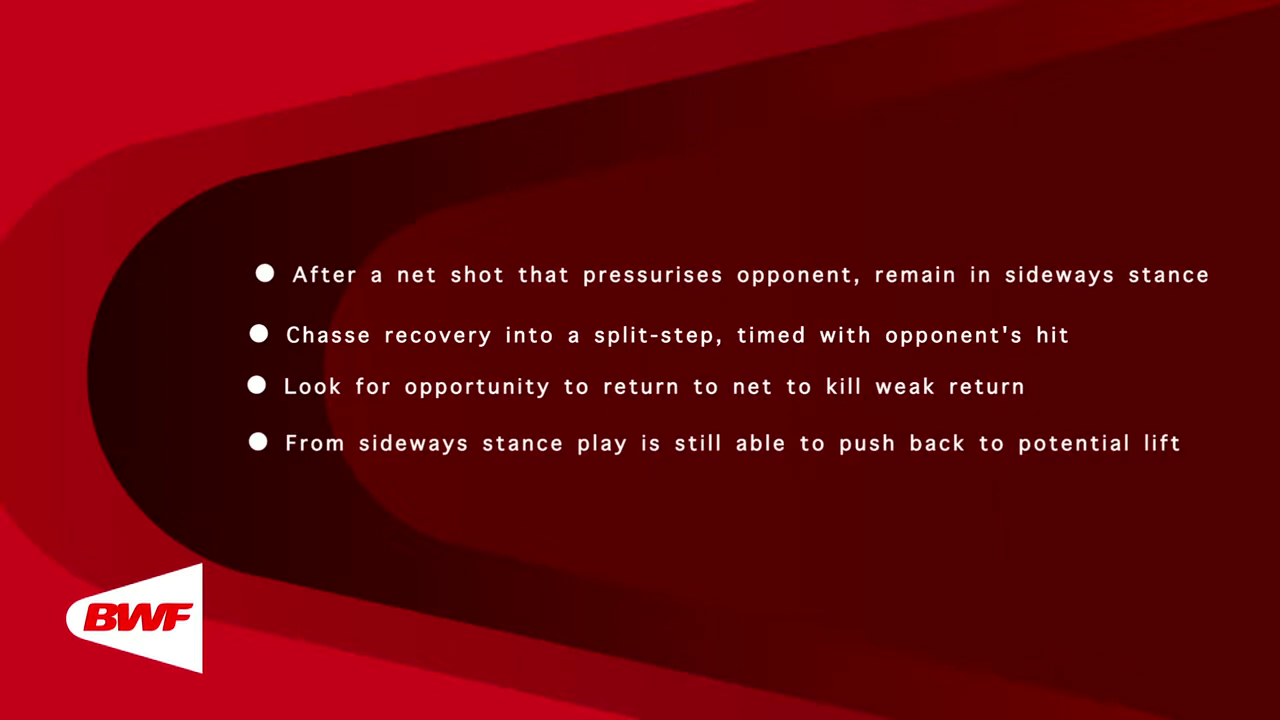 ● After a net shot that pressurises opponent, remain in sideways stance
● Chasse recovery into a split-step, timed with opponent's hit
● Look for opportunity to return to net to kill weak return
● From sideways stance play is still able to push back to potential lift
BWF